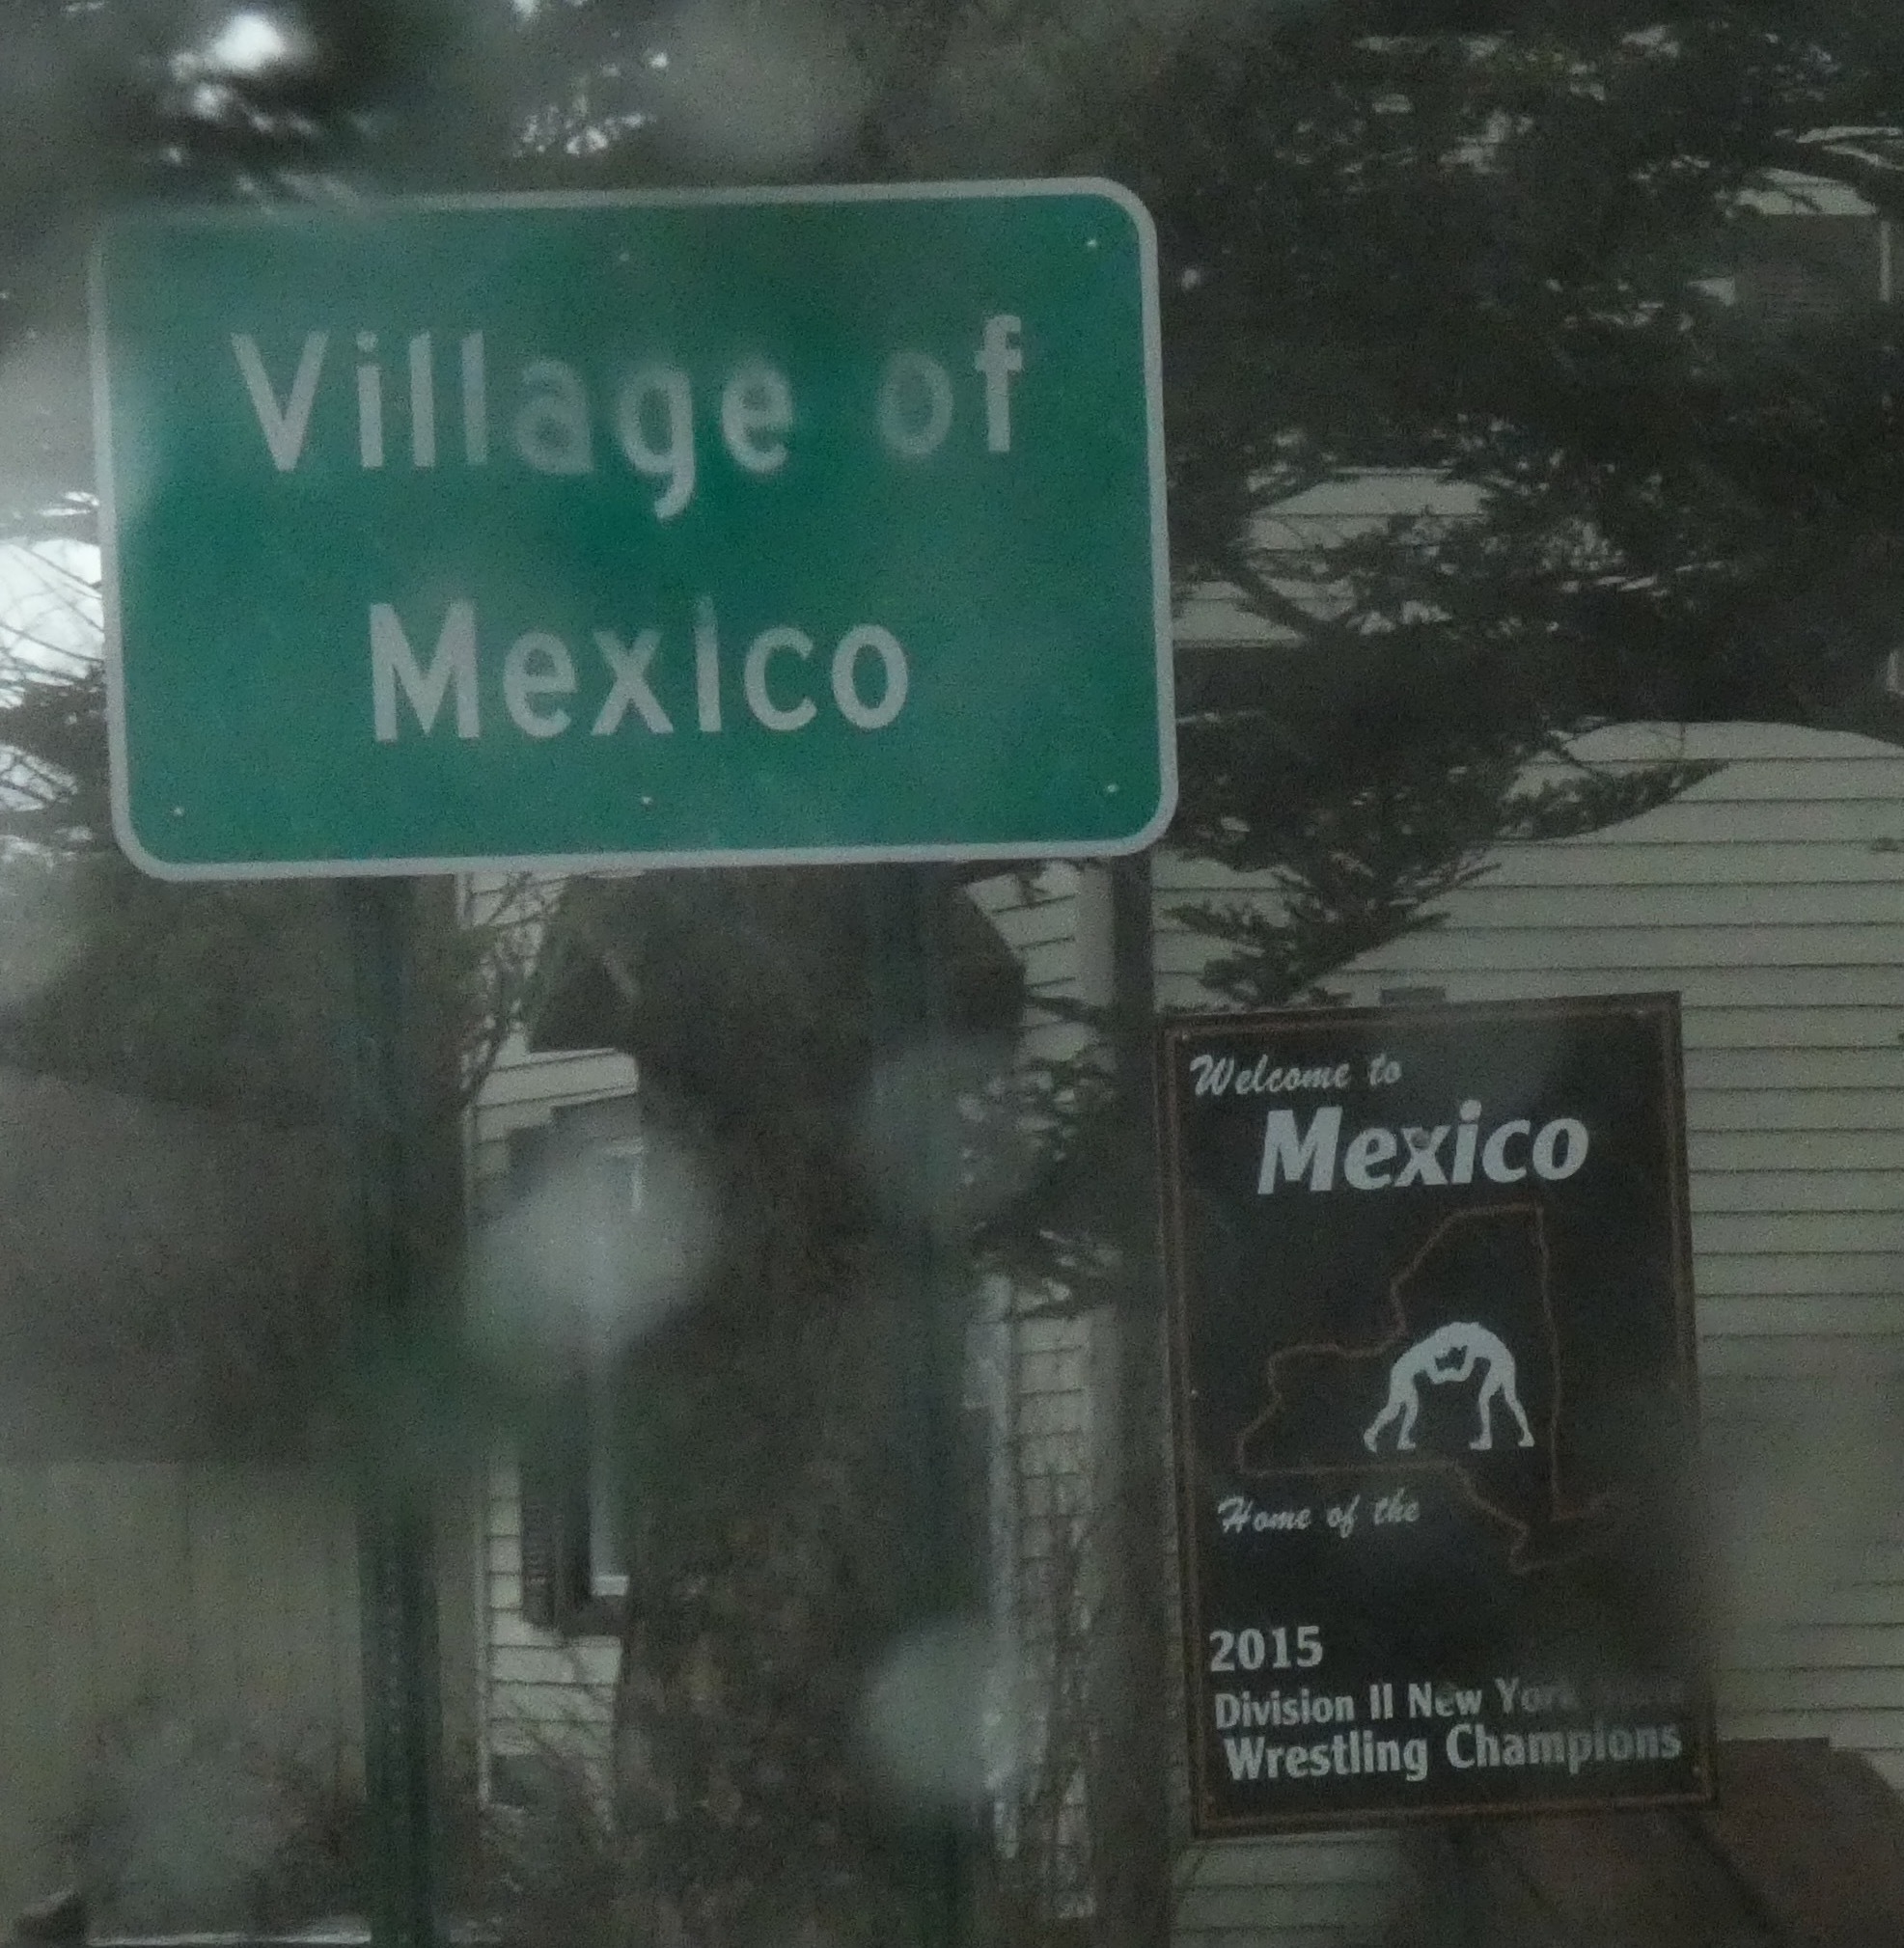 Village of
Mexico
Welcome to
Mexico
Home of the
2015
Division II New York
Wrestling Champions